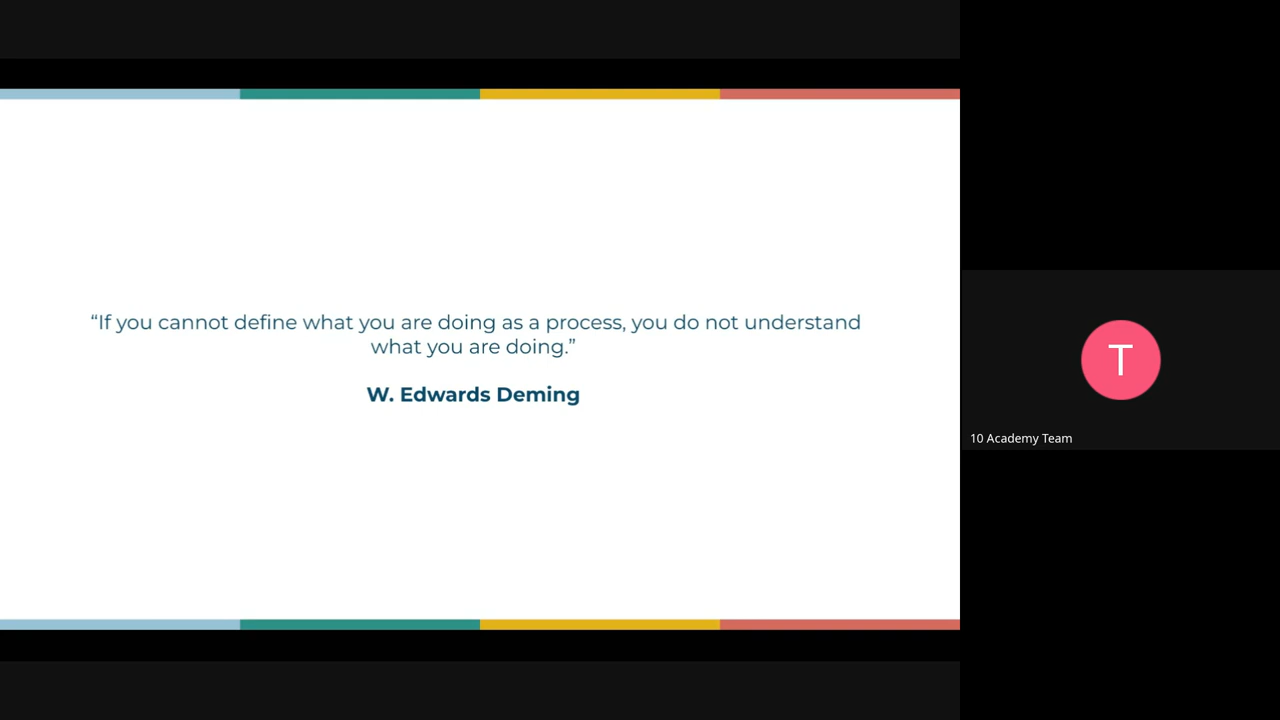 “If you cannot define what you are doing as a process, you do not understand
what you are doing.”
W. Edwards Deming
T
10 Academy Team